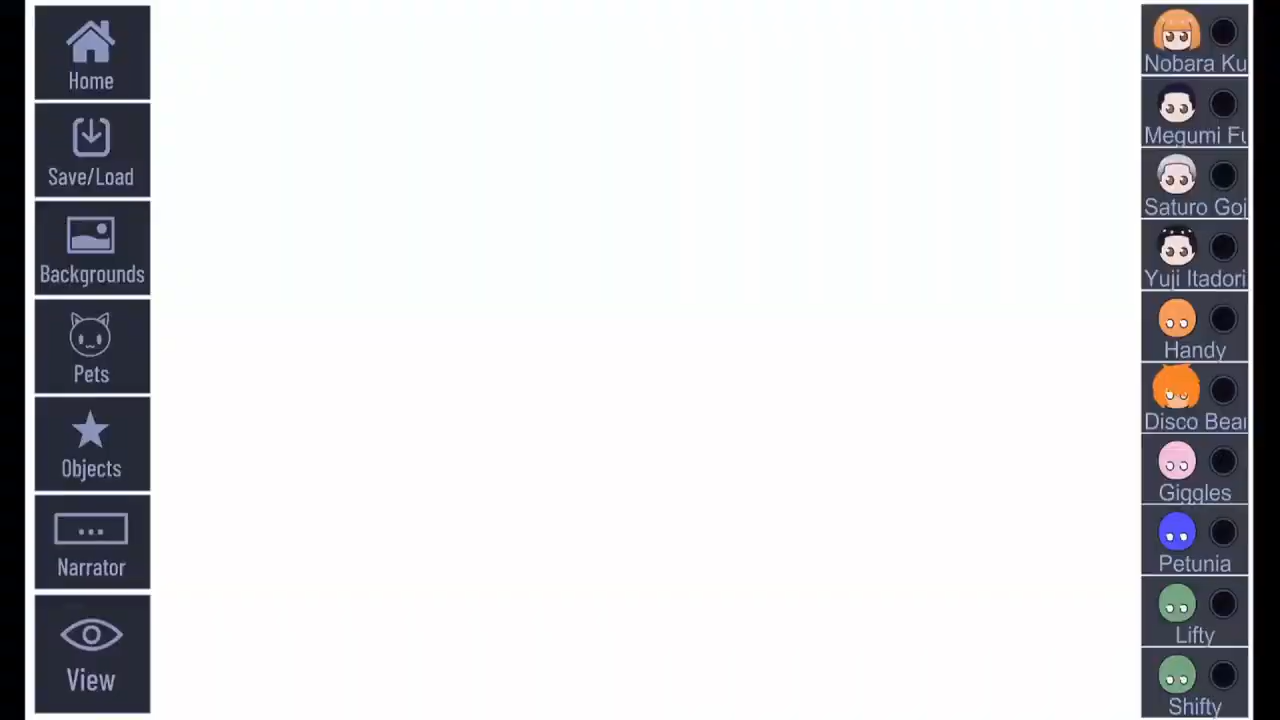 Home
Save/Load
Backgrounds
Pets
Objects
Narrator
View
Nobara Ku
Megumi Fu
Saturo Goj
Yuji Itadori
Handy
Disco Bear
Giggles
Petunia
Lifty
Shifty